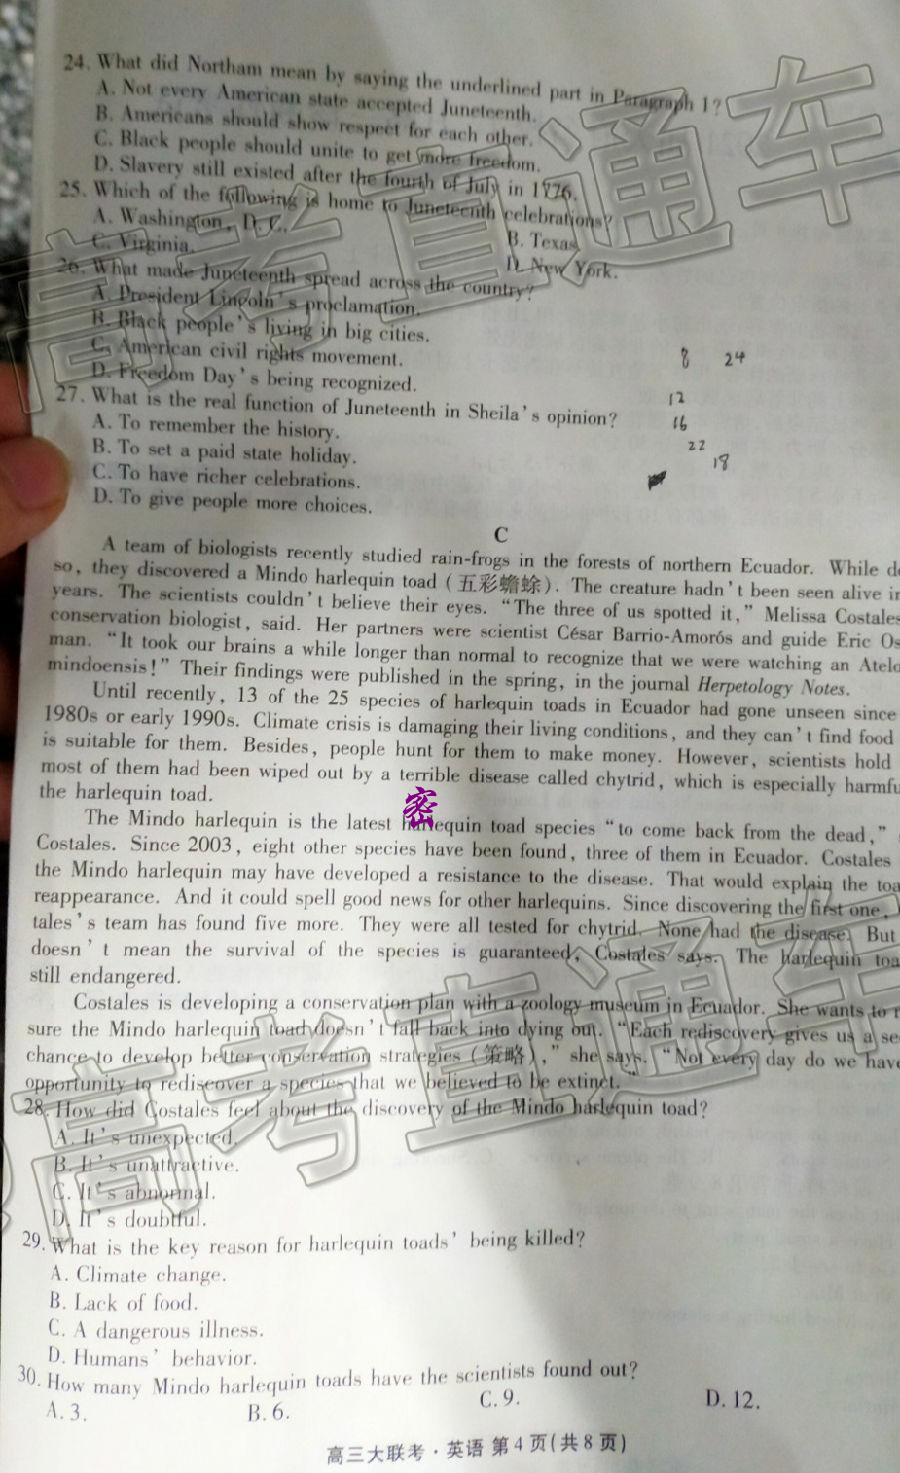 24. What did Northam mean by saying the underlined part in Paragraph 1?
A. Not every American state accepted Juneteenth.
B. Americans should show respect for each other.
C. Black people should unite to get more freedom.
D. Slavery still existed after the fourth of July in 1776.
25. Which of the following is home to Juneteenth celebrations?
A. Washington, D. C.
B. Texas.
C. Virginia.
D. New York.
26. What made Juneteenth spread across the country?
A. President Lincoln's proclamation.
B. Black people's living in big cities.
C. American civil rights movement.
D. Freedom Day's being recognized.
8 24
27. What is the real function of Juneteenth in Sheila's opinion?
12
A. To remember the history.
16
B. To set a paid state holiday.
22
C. To have richer celebrations.
18
D. To give people more choices.
C
A team of biologists recently studied rain-frogs in the forests of northern Ecuador. While
so, they discovered a Mindo harlequin toad (五彩蟾蜍). The creature hadn't been seen alive
years. The scientists couldn't believe their eyes. "The three of us spotted it," Melissa Costales
conservation biologist, said. Her partners were scientist César Barrio-Amorós and guide Eric
man. "It took our brains a while longer than normal to recognize that we were watching an
mindoensis!" Their findings were published in the spring, in the journal Herpetology Notes.
Until recently, 13 of the 25 species of harlequin toads in Ecuador had gone unseen since
1980s or early 1990s. Climate crisis is damaging their living conditions, and they can't find food
is suitable for them. Besides, people hunt for them to make money. However, scientists hold
most of them had been wiped out by a terrible disease called chytrid, which is especially
the harlequin toad.
密
The Mindo harlequin is the latest harlequin toad species "to come back from the dead,"
Costales. Since 2003, eight other species have been found, three of them in Ecuador. Costales
the Mindo harlequin may have developed a resistance to the disease. That would explain the
reappearance. And it could spell good news for other harlequins. Since discovering the first one,
tales's team has found five more. They were all tested for chytrid. None had the disease. But
doesn't mean the survival of the species is guaranteed, Costales says. The harlequin
still endangered.
Costales is developing a conservation plan with a zoology museum in Ecuador. She wants to
sure the Mindo harlequin toad doesn't fall back into dying out. "Each rediscovery gives us a
chance to develop better conservation strategies (策略)," she says. "Not every day do we have
opportunity to rediscover a species that we believed to be extinct."
28. How did Costales feel about the discovery of the Mindo harlequin toad?
A. It's unexpected.
B. It's unattractive.
C. It's abnormal.
D. It's doubtful.
29. What is the key reason for harlequin toads' being killed?
A. Climate change.
B. Lack of food.
C. A dangerous illness.
D. Humans' behavior.
30. How many Mindo harlequin toads have the scientists found out?
A. 3. B. 6. C. 9. D. 12.
高三大联考·英语 第4页(共8页)
高考直通车
高考直通车